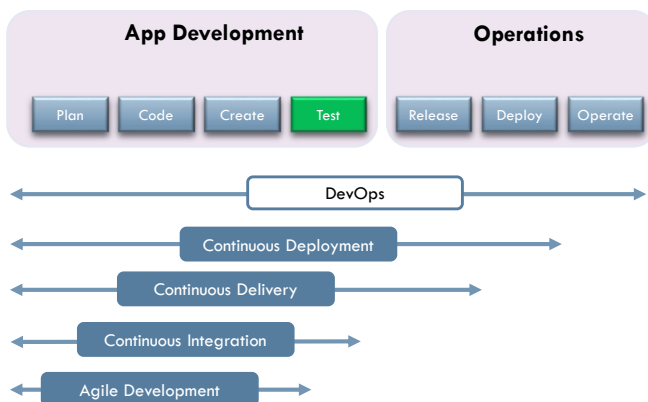 App Development
Operations
Plan
Code
Create
Test
Release
Deploy
Operate
DevOps
Continuous Deployment
Continuous Delivery
Continuous Integration
Agile Development